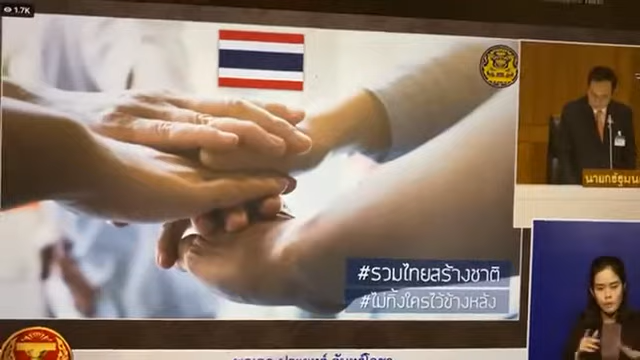 1.7K
#รวมไทยสร้างชาติ
#ไม่ทิ้งใครไว้ข้างหลัง
นายกรัฐมน